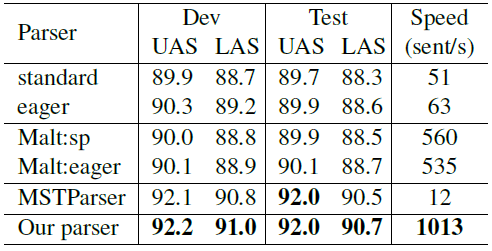 Parser Dev Test Speed
UAS LAS UAS LAS (sent/s)
standard 89.9 88.7 89.7 88.3 51
eager 90.3 89.2 89.9 88.6 63
Malt:sp 90.0 88.8 89.9 88.5 560
Malt:eager 90.1 88.9 90.1 88.7 535
MSTParser 92.1 90.8 92.0 90.5 12
Our parser 92.2 91.0 92.0 90.7 1013